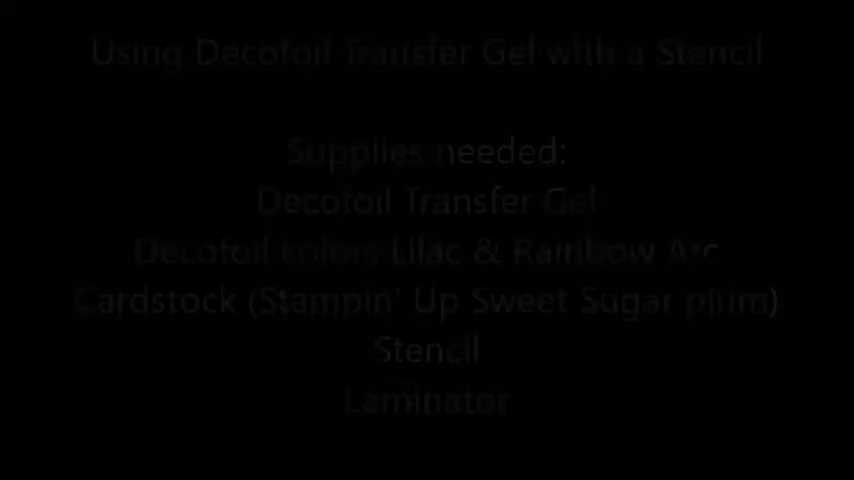 Using Decofoil Transfer Gel with a Stencil
Supplies needed:
Decofoil Transfer Gel
Decofoil colors Lilac & Rainbow Arc
Cardstock (Stampin' Up Sweet Sugar plum)
Stencil
Laminator